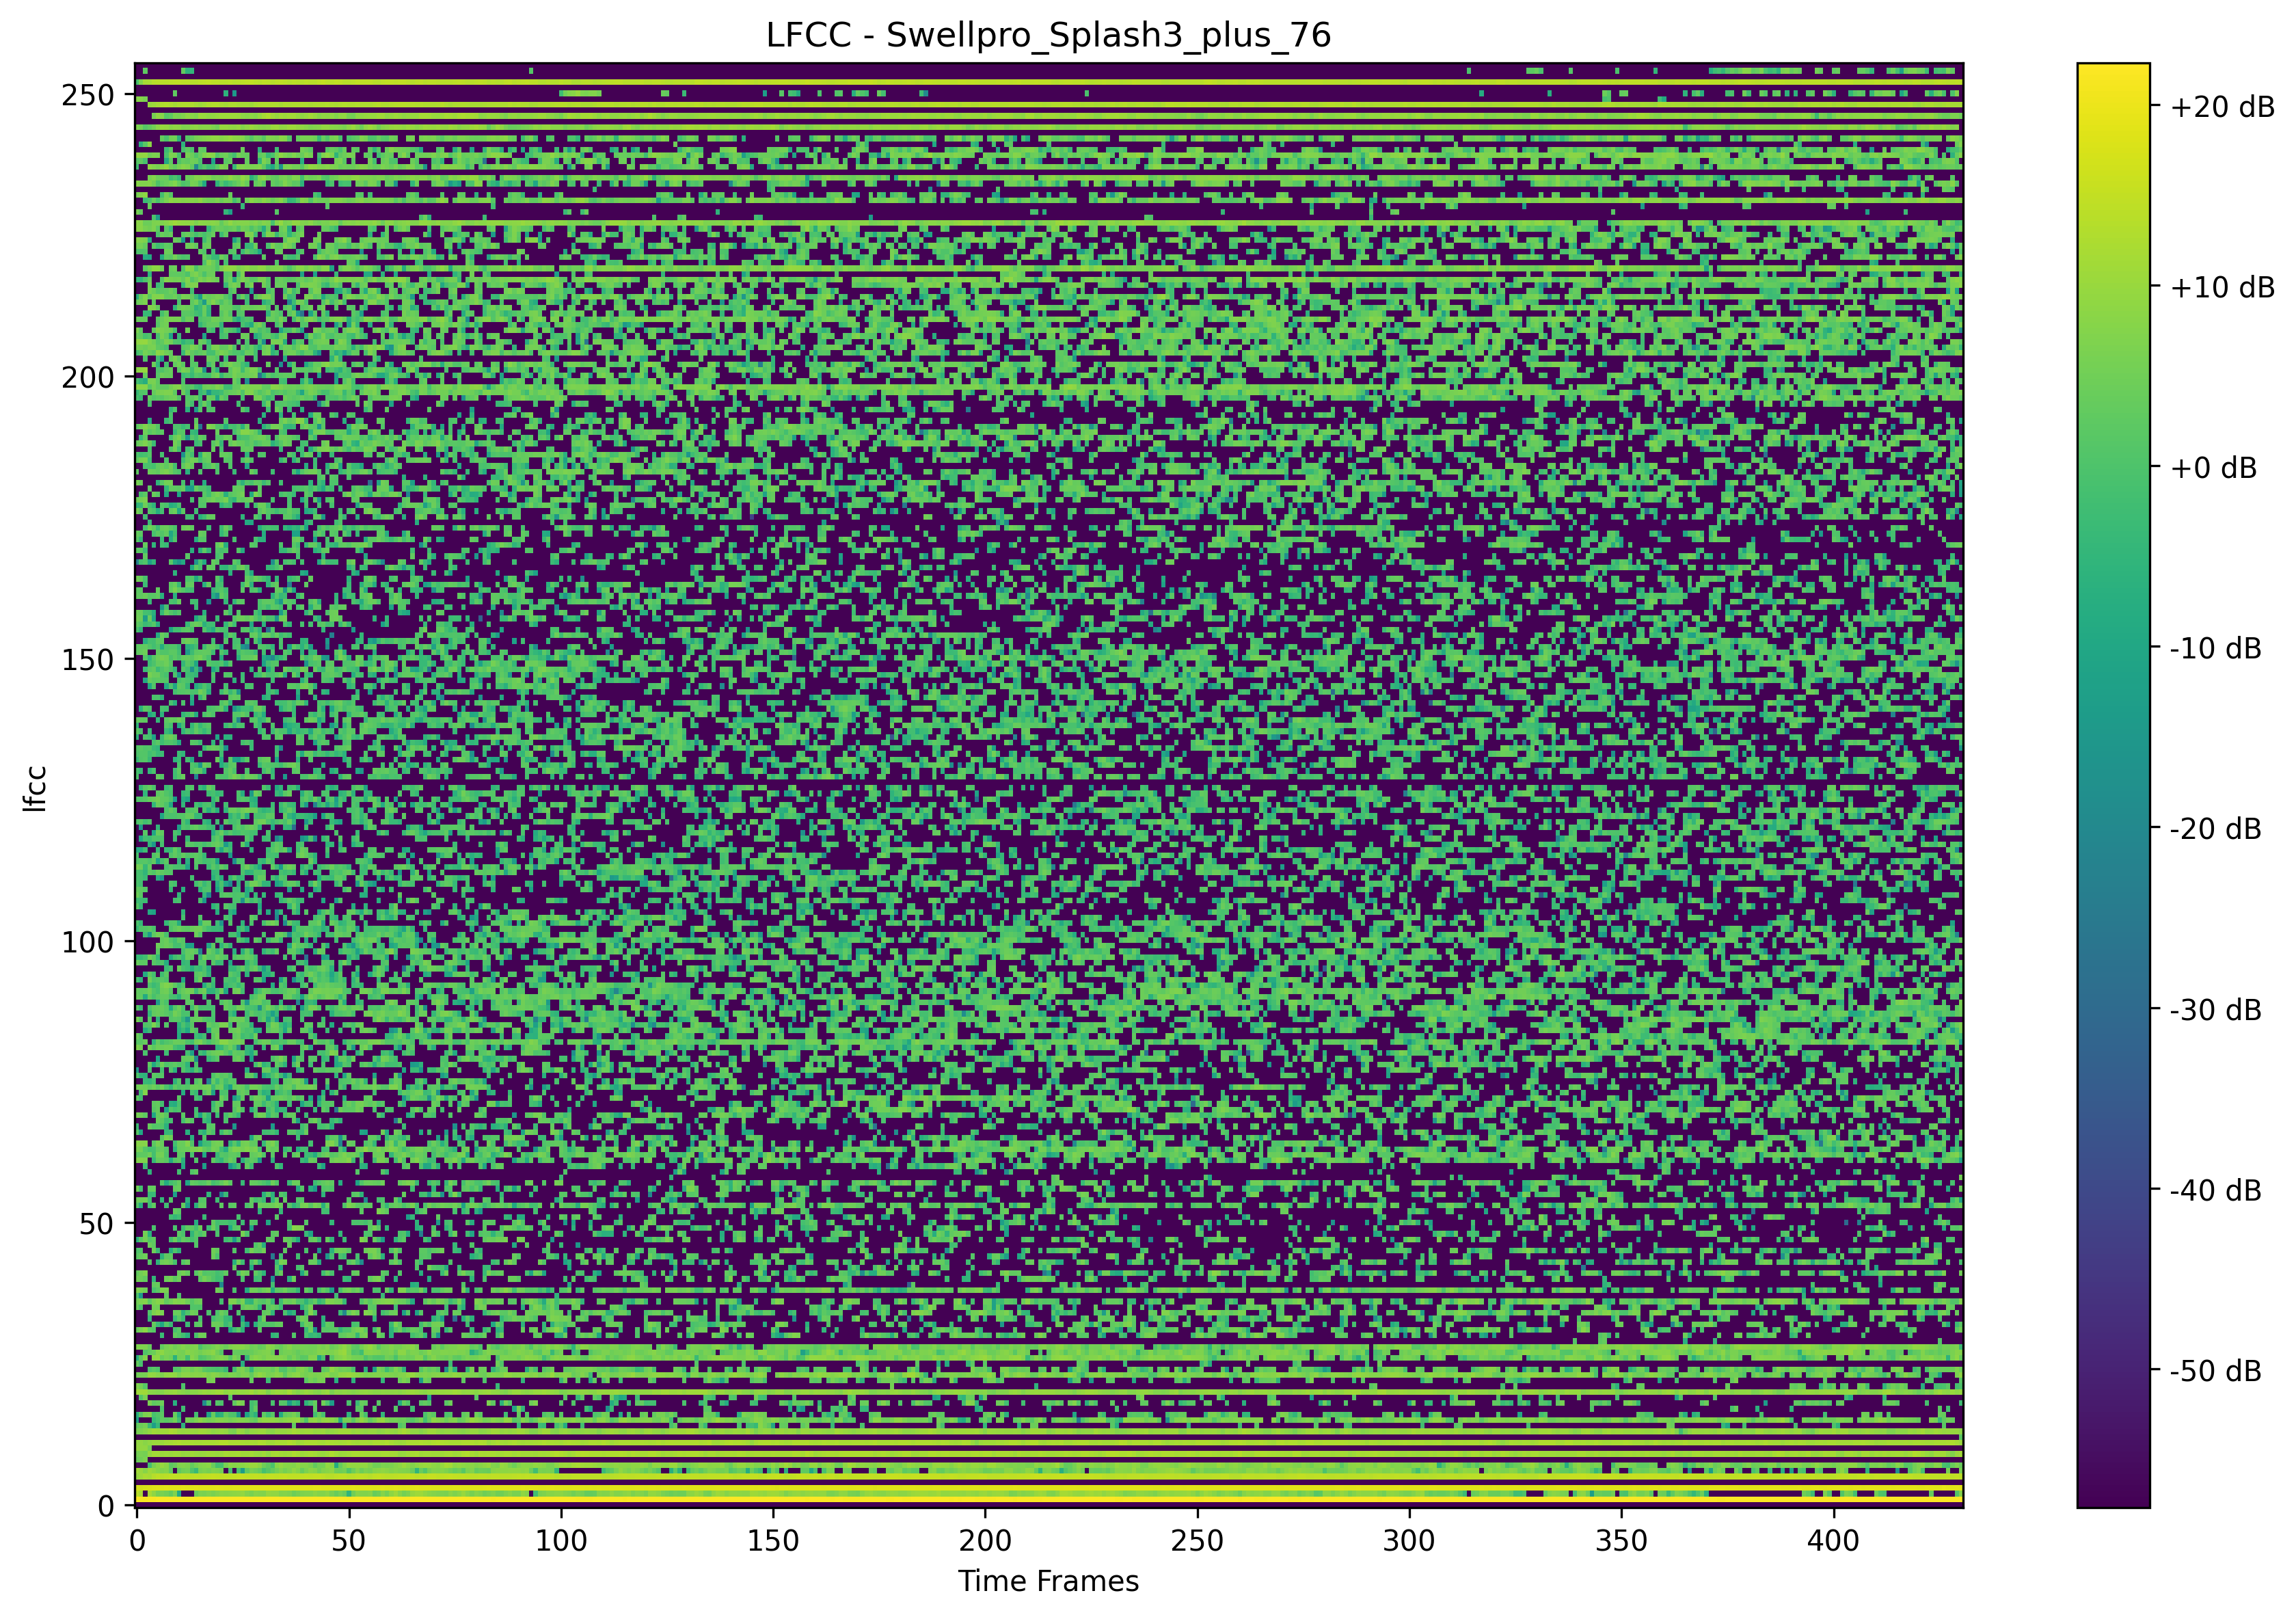 LFCC - Swellpro_Splash3_plus_76
250
200
150
100
50
0
lfcc
0 50 100 150 200 250 300 350 400
Time Frames
+20 dB
+10 dB
+0 dB
-10 dB
-20 dB
-30 dB
-40 dB
-50 dB